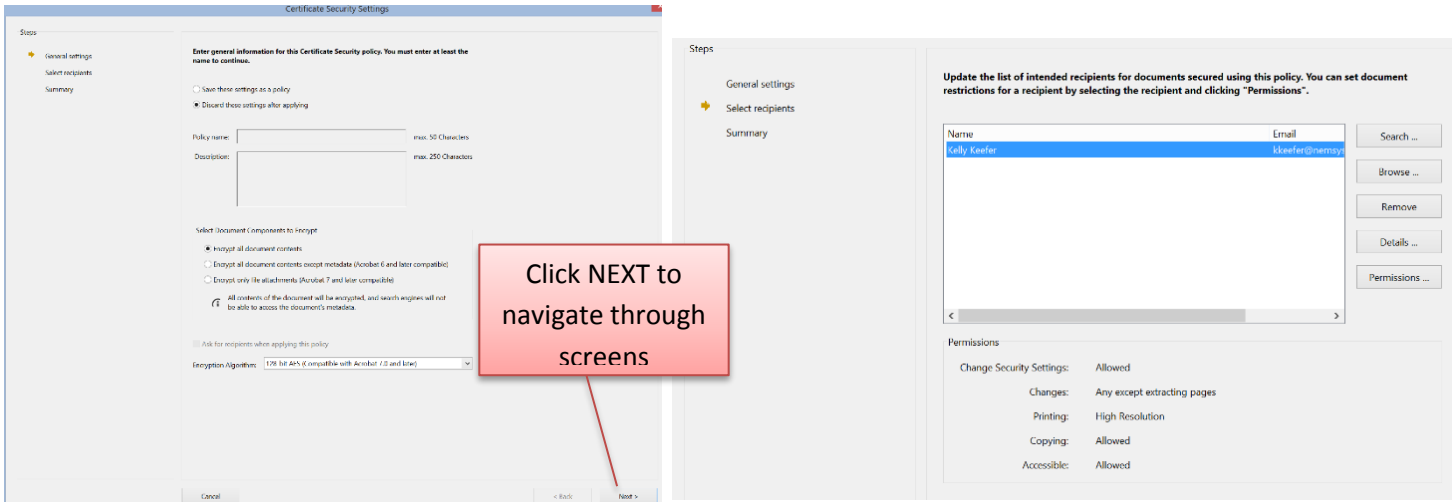 Certificate Security Settings
Steps
General settings
Select recipients
Summary
Enter general information for this Certificate Security policy. You must enter at least the
name to continue.
Save these settings as a policy
Discard these settings after applying
Policy name:
max. 50 Characters
Description:
max. 250 Characters
Select Document Components to Encrypt
Encrypt all document contents
Encrypt all document contents except metadata (Acrobat 6 and later compatible)
Encrypt only file attachments (Acrobat 7 and later compatible)
All contents of the document will be encrypted, and search engines will not
be able to access the document's metadata.
Ask for recipients when applying this policy
Encryption Algorithm:
128-bit AES (Compatible with Acrobat 7.0 and later)
Cancel
< Back
Next >
Click NEXT to
navigate through
screens
Steps
General settings
Select recipients
Summary
Update the list of intended recipients for documents secured using this policy. You can set document
restrictions for a recipient by selecting the recipient and clicking "Permissions".
Name
Email
Kelly Keefer
kkeefer@nemsys
Search ...
Browse ...
Remove
Details ...
Permissions ...
Permissions
Change Security Settings: Allowed
Changes: Any except extracting pages
Printing: High Resolution
Copying: Allowed
Accessible: Allowed